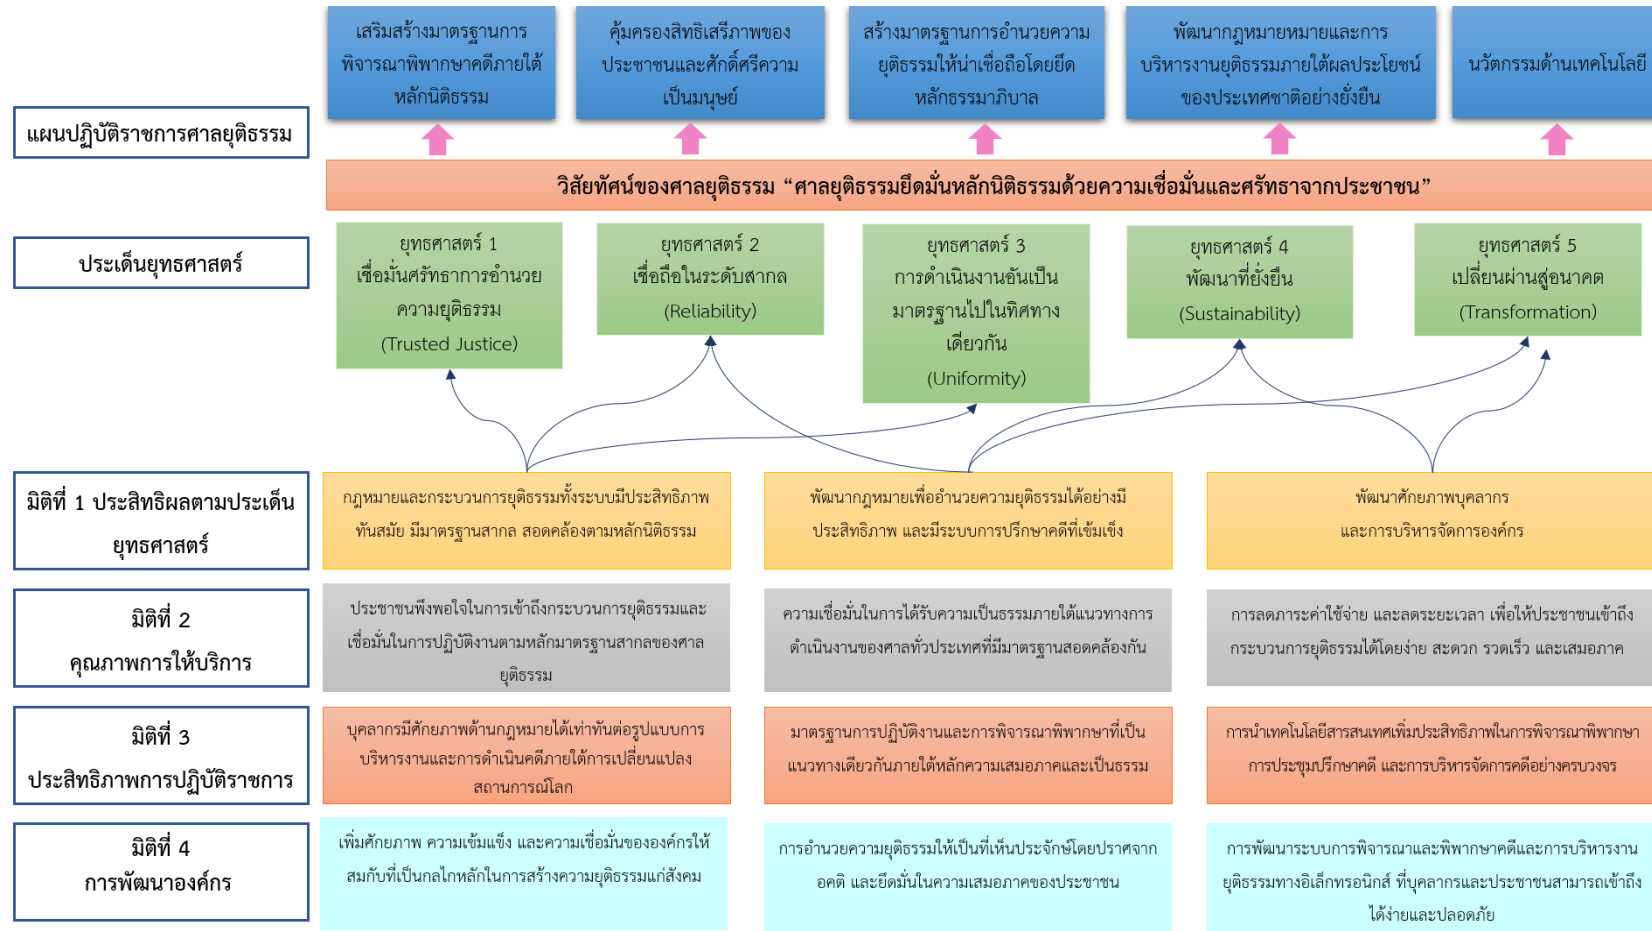 เสริมสร้างมาตรฐานการ
พิจารณาพิพากษาคดีภายใต้
หลักนิติธรรม
คุ้มครองสิทธิเสรีภาพของ
ประชาชนและศักดิ์ศรีความ
เป็นมนุษย์
สร้างมาตรฐานการอำนวยความ
ยุติธรรมให้น่าเชื่อถือโดยยึด
หลักธรรมาภิบาล
พัฒนากฎหมายหมายและการ
บริหารงานยุติธรรมภายใต้ผลประโยชน์
ของประเทศชาติอย่างยั่งยืน
นวัตกรรมด้านเทคโนโลยี
แผนปฏิบัติราชการศาลยุติธรรม
วิสัยทัศน์ของศาลยุติธรรม “ศาลยุติธรรมยึดมั่นหลักนิติธรรมด้วยความเชื่อมั่นและศรัทธาจากประชาชน”
ประเด็นยุทธศาสตร์
ยุทธศาสตร์ 1
เชื่อมั่นศรัทธาการอำนวย
ความยุติธรรม
(Trusted Justice)
ยุทธศาสตร์ 2
เชื่อถือในระดับสากล
(Reliability)
ยุทธศาสตร์ 3
การดำเนินงานอันเป็น
มาตรฐานไปในทิศทาง
เดียวกัน
(Uniformity)
ยุทธศาสตร์ 4
พัฒนาที่ยั่งยืน
(Sustainability)
ยุทธศาสตร์ 5
เปลี่ยนผ่านสู่อนาคต
(Transformation)
มิติที่ 1 ประสิทธิผลตามประเด็น
ยุทธศาสตร์
กฎหมายและกระบวนการยุติธรรมทั้งระบบมีประสิทธิภาพ
ทันสมัย มีมาตรฐานสากล สอดคล้องตามหลักนิติธรรม
พัฒนากฎหมายเพื่ออำนวยความยุติธรรมได้อย่างมี
ประสิทธิภาพ และมีระบบการปรึกษาคดีที่เข้มเข็ง
พัฒนาศักยภาพบุคลากร
และการบริหารจัดการองค์กร
มิติที่ 2
คุณภาพการให้บริการ
ประชาชนพึงพอใจในการเข้าถึงกระบวนการยุติธรรมและ
เชื่อมั่นในการปฏิบัติงานตามหลักมาตรฐานสากลของศาล
ยุติธรรม
ความเชื่อมั่นในการได้รับความเป็นธรรมภายใต้แนวทางการ
ดำเนินงานของศาลทั่วประเทศที่มีมาตรฐานสอดคล้องกัน
การลดภาระค่าใช้จ่าย และลดระยะเวลา เพื่อให้ประชาชนเข้าถึง
กระบวนการยุติธรรมได้โดยง่าย สะดวก รวดเร็ว และเสมอภาค
มิติที่ 3
ประสิทธิภาพการปฏิบัติราชการ
บุคลากรมีศักยภาพด้านกฎหมายได้เท่าทันต่อรูปแบบการ
บริหารงานและการดำเนินคดีภายใต้การเปลี่ยนแปลง
สถานการณ์โลก
มาตรฐานการปฏิบัติงานและการพิจารณาพิพากษาที่เป็น
แนวทางเดียวกันภายใต้หลักความเสมอภาคและเป็นธรรม
การนำเทคโนโลยีสารสนเทศเพิ่มประสิทธิภาพในการพิจารณาพิพากษา
การประชุมปรึกษาคดี และการบริหารจัดการคดีอย่างครบวงจร
มิติที่ 4
การพัฒนาองค์กร
เพิ่มศักยภาพ ความเข้มแข็ง และความเชื่อมั่นขององค์กรให้
สมกับที่เป็นกลไกหลักในการสร้างความยุติธรรมแก่สังคม
การอำนวยความยุติธรรมให้เป็นที่เห็นประจักษ์โดยปราศจาก
อคติ และยึดมั่นในความเสมอภาคของประชาชน
การพัฒนาระบบการพิจารณาและพิพากษาคดีและการบริหารงาน
ยุติธรรมทางอิเล็กทรอนิกส์ ที่บุคลากรและประชาชนสามารถเข้าถึง
ได้ง่ายและปลอดภัย